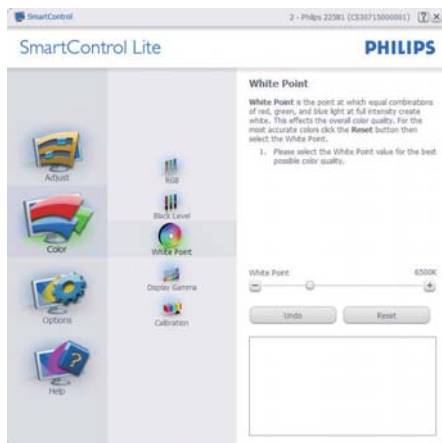 SmartControl
2 - Philips 225B1 (CS30715000001)
SmartControl Lite
PHILIPS
Adjust
Color
Options
Help
RGB
Black Level
White Point
Display Gamma
Calibration
White Point
White Point is the point at which equal combinations
of red, green, and blue light at full intensity create
white. This effects the overall color quality. For the
most accurate colors click the Reset button then
select the White Point.
1. Please select the White Point value for the best
possible color quality.
White Point
6500K
Undo
Reset